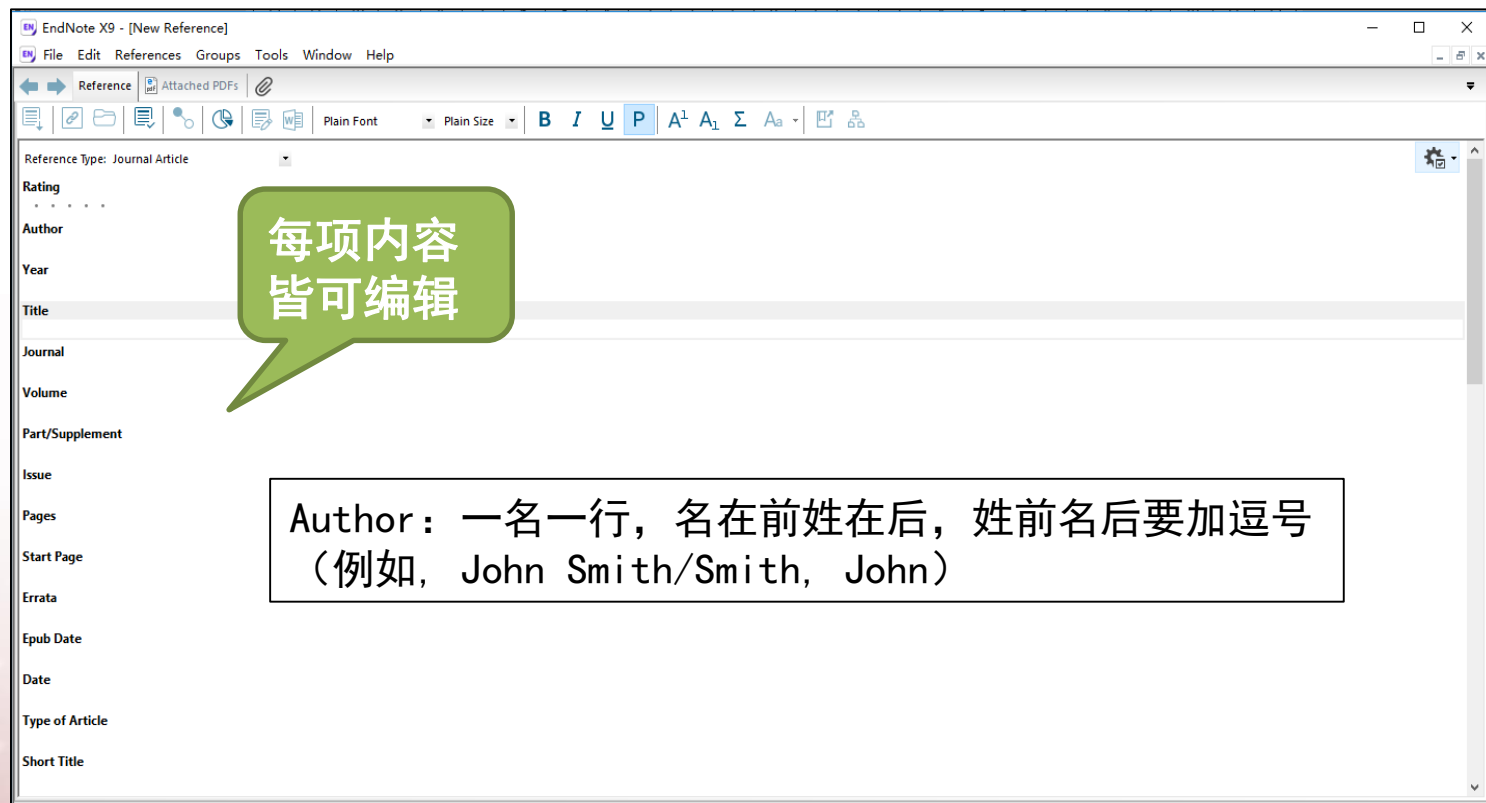 EndNote X9 - [New Reference]
File Edit References Groups Tools Window Help
Reference Attached PDFs
Plain Font Plain Size B I U P A1 A1 Σ Aa
Reference Type: Journal Article
Rating
Author
每项内容
皆可编辑
Year
Title
Journal
Volume
Part/Supplement
Issue
Pages
Author：一名一行，名在前姓在后，姓前名后要加逗号
（例如, John Smith/Smith, John）
Start Page
Errata
Epub Date
Date
Type of Article
Short Title